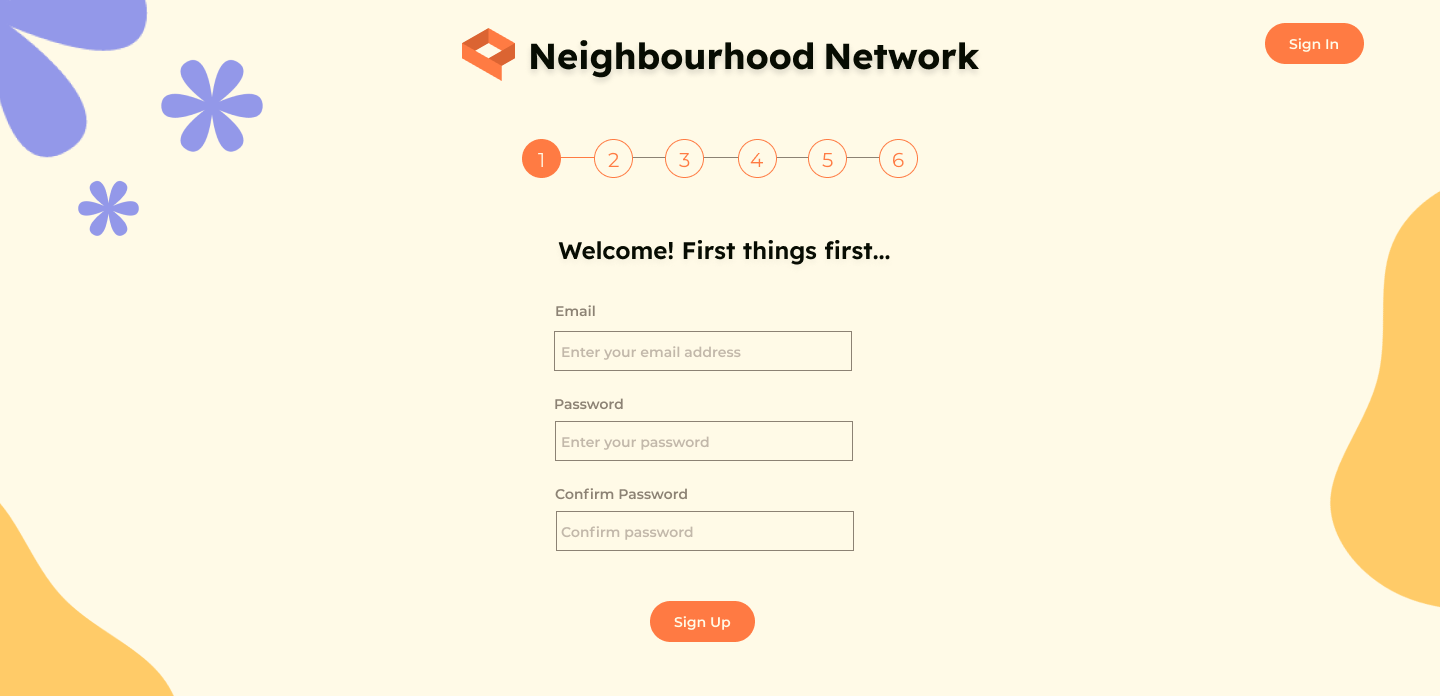 Neighbourhood Network
Sign In
1 2 3 4 5 6
Welcome! First things first...
Email
Enter your email address
Password
Enter your password
Confirm Password
Confirm password
Sign Up